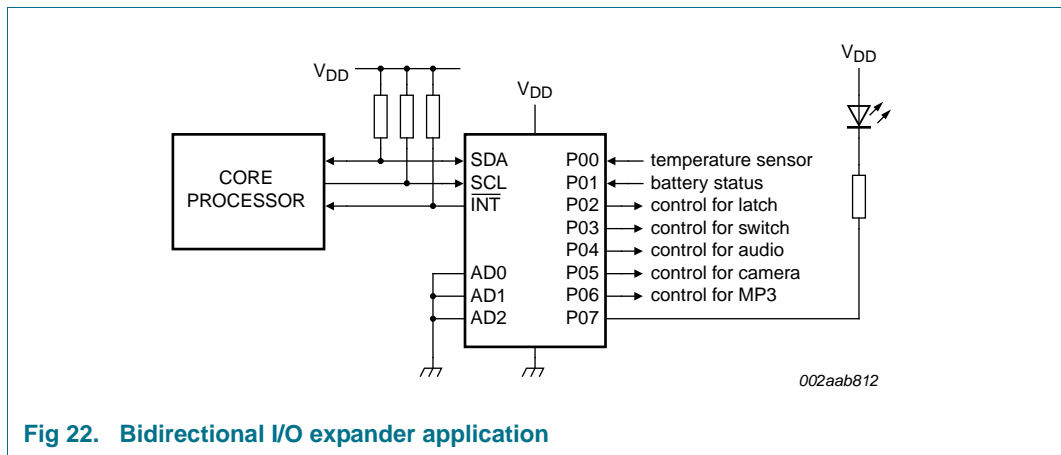 VDD
VDD
VDD
CORE
PROCESSOR
SDA
SCL
INT
AD0
AD1
AD2
P00
P01
P02
P03
P04
P05
P06
P07
temperature sensor
battery status
control for latch
control for switch
control for audio
control for camera
control for MP3
002aab812
Fig 22. Bidirectional I/O expander application